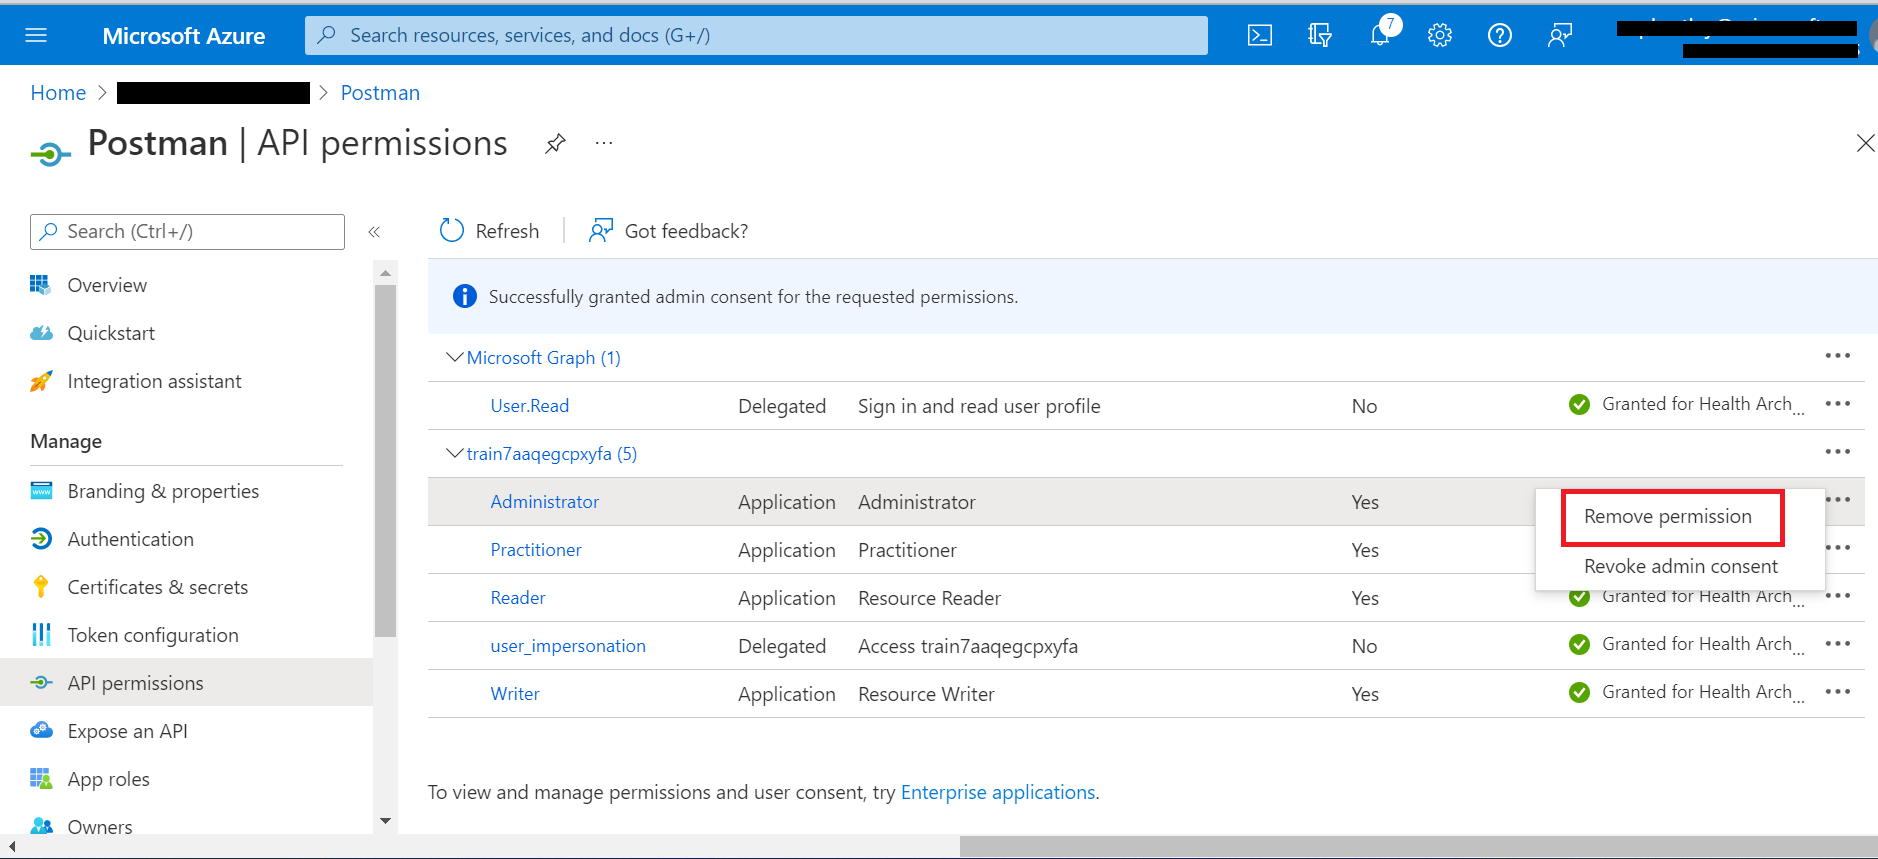 Microsoft Azure
Search resources, services, and docs (G+/)
7
Home > > Postman
Postman | API permissions
...
Search (Ctrl+/)
«
Refresh
Got feedback?
Overview
Quickstart
Integration assistant
Manage
Branding & properties
Authentication
Certificates & secrets
Token configuration
API permissions
Expose an API
App roles
Owners
Successfully granted admin consent for the requested permissions.
Microsoft Graph (1)
User.Read Delegated Sign in and read user profile No Granted for Health Arch...
train7aaqegcpxyfa (5)
Administrator Application Administrator Yes
Remove permission
Practitioner Application Practitioner Yes
Revoke admin consent
Reader Application Resource Reader Yes Granted for Health Arch...
user_impersonation Delegated Access train7aaqegcpxyfa No Granted for Health Arch...
Writer Application Resource Writer Yes Granted for Health Arch...
To view and manage permissions and user consent, try Enterprise applications.